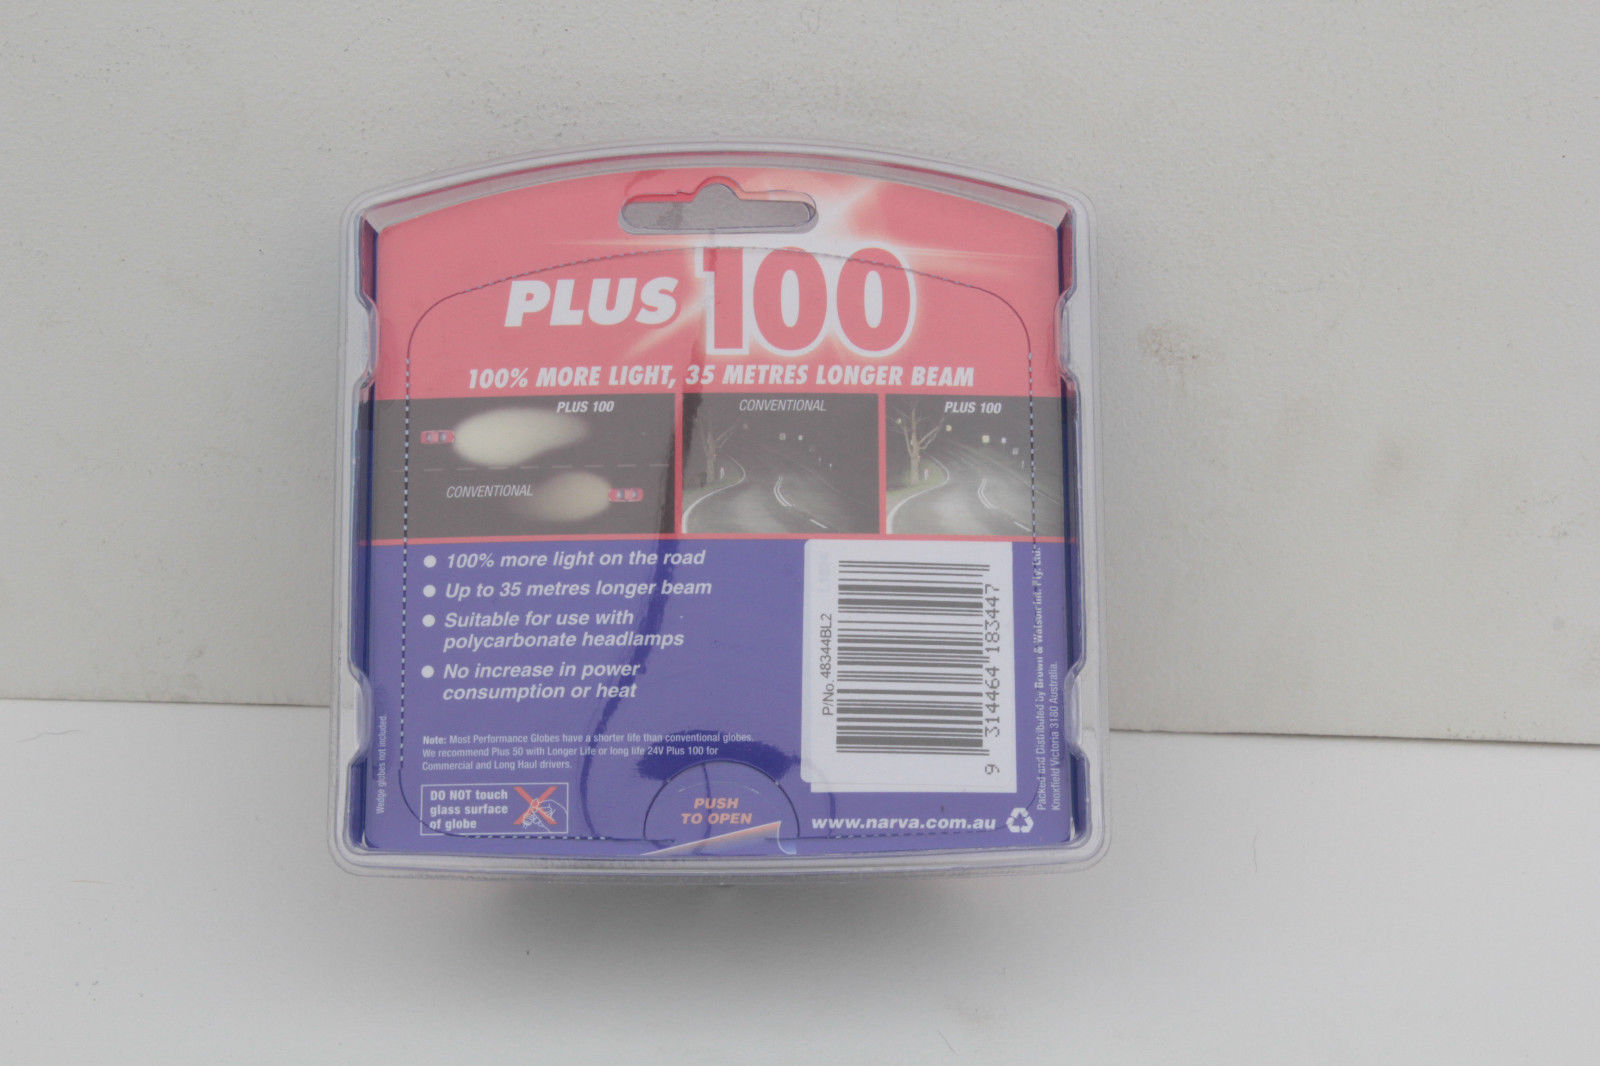 PLUS 100
100% MORE LIGHT, 35 METRES LONGER BEAM
PLUS 100
CONVENTIONAL
CONVENTIONAL
PLUS 100
● 100% more light on the road
● Up to 35 metres longer beam
● Suitable for use with
polycarbonate headlamps
● No increase in power
consumption or heat
Note: Most Performance Globes have a shorter life than conventional globes.
We recommend Plus 50 with Longer Life or long life 24V Plus 100 for
Commercial and Long Haul drivers.
Wedge globes not included.
DO NOT touch
glass surface
of globe
PUSH
TO OPEN
P/No. 48344BL2
9 314464 183447
www.narva.com.au
Packed and Distributed by Brown & Watson Int. Pty. Ltd.
Knoxfield Victoria 3180 Australia.